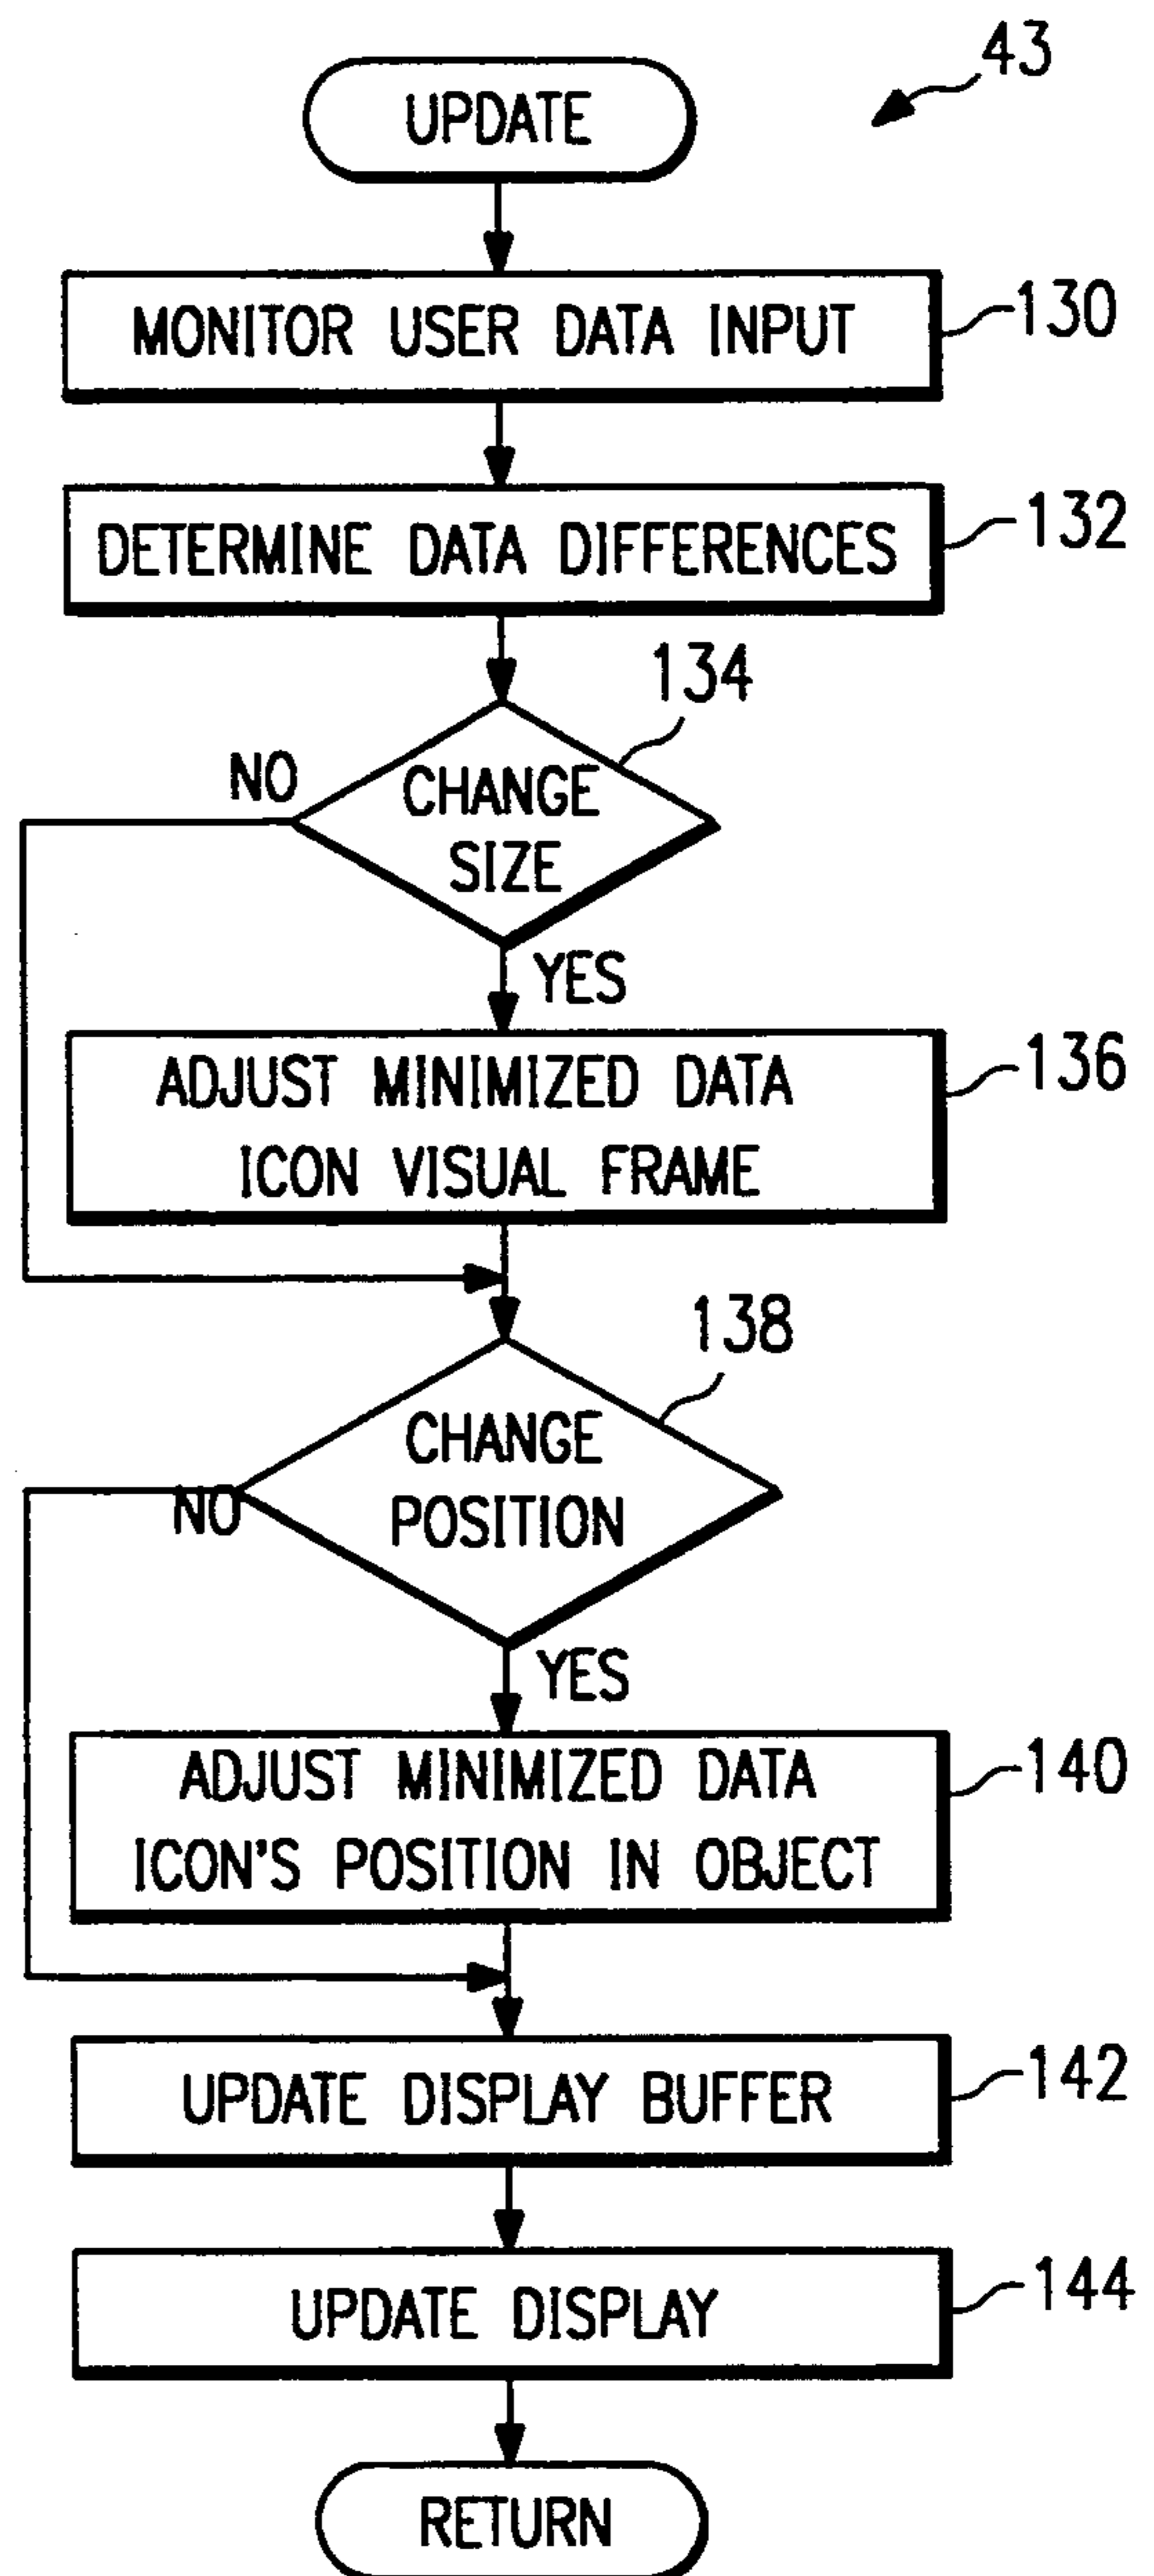 43
UPDATE
MONITOR USER DATA INPUT
130
DETERMINE DATA DIFFERENCES
132
134
NO
CHANGE
SIZE
YES
ADJUST MINIMIZED DATA
ICON VISUAL FRAME
136
138
CHANGE
POSITION
NO
YES
ADJUST MINIMIZED DATA
ICON'S POSITION IN OBJECT
140
UPDATE DISPLAY BUFFER
142
UPDATE DISPLAY
144
RETURN